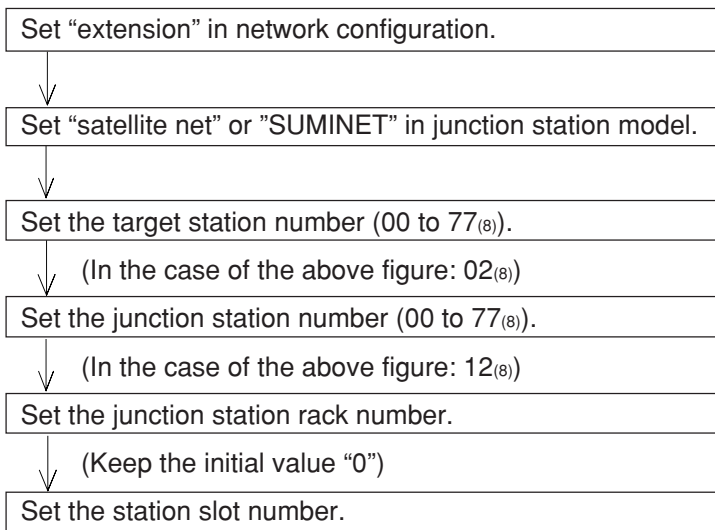 Set “extension” in network configuration.
Set “satellite net” or ”SUMINET” in junction station model.
Set the target station number (00 to 77(8)).
(In the case of the above figure: 02(8))
Set the junction station number (00 to 77(8)).
(In the case of the above figure: 12(8))
Set the junction station rack number.
(Keep the initial value “0”)
Set the station slot number.